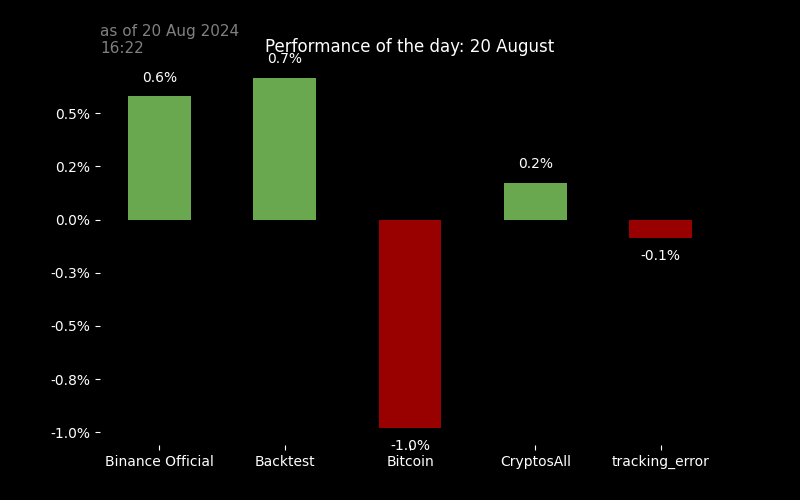 as of 20 Aug 2024
16:22
Performance of the day: 20 August
0.6%
0.7%
0.2%
-0.1%
-1.0%
0.5%
0.2%
0.0%
-0.3%
-0.5%
-0.8%
-1.0%
Binance Official
Backtest
Bitcoin
CryptosAll
tracking_error